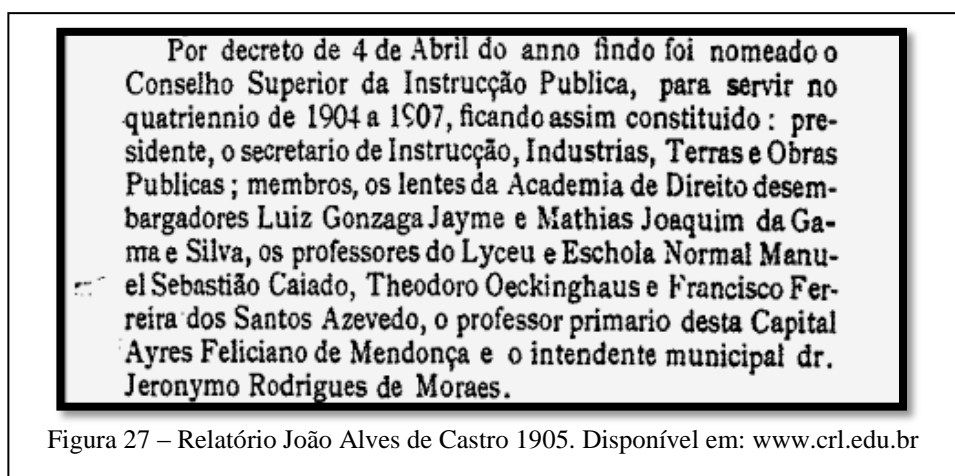 Por decreto de 4 de Abril do anno findo foi nomeado o
Conselho Superior da Instrucção Publica, para servir no
quatriennio de 1904 a 1907, ficando assim constituido : pre-
sidente, o secretario de Instrucção, Industrias, Terras e Obras
Publicas ; membros, os lentes da Academia de Direito desem-
bargadores Luiz Gonzaga Jayme e Mathias Joaquim da Ga-
ma e Silva, os professores do Lyceu e Eschola Normal Manu-
el Sebastião Caiado, Theodoro Oeckinghaus e Francisco Fer-
reira dos Santos Azevedo, o professor primario desta Capital
Ayres Feliciano de Mendonça e o intendente municipal dr.
Jeronymo Rodrigues de Moraes.
Figura 27 – Relatório João Alves de Castro 1905. Disponível em: www.crl.edu.br